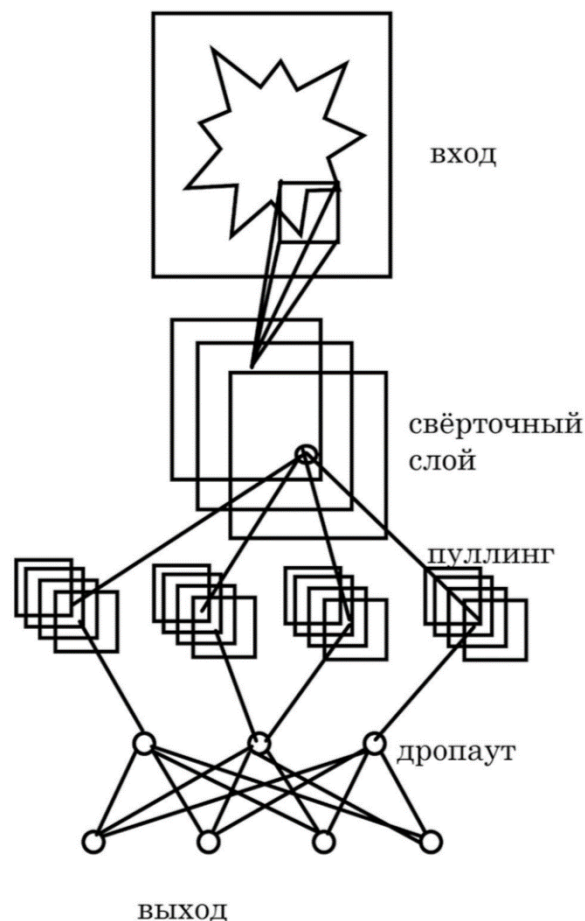 вход
свёрточный
слой
пуллинг
дропаут
выход